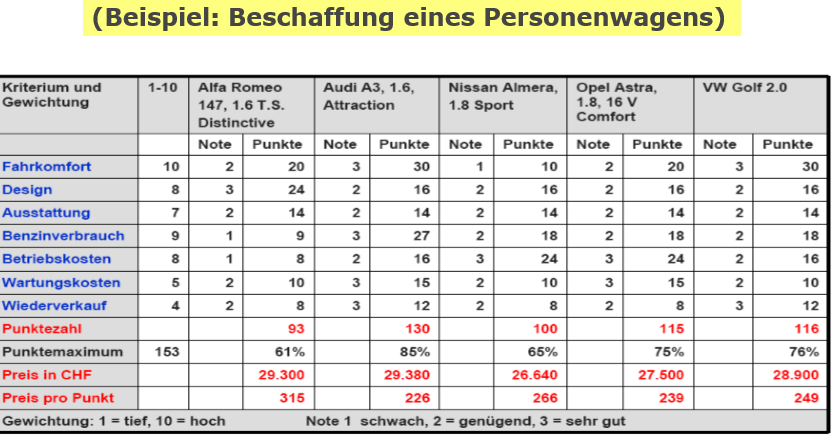 (Beispiel: Beschaffung eines Personenwagens)
Kriterium und Gewichtung 1-10 Alfa Romeo 147, 1.6 T.S. Distinctive Audi A3, 1.6, Attraction Nissan Almera, 1.8 Sport Opel Astra, 1.8, 16 V Comfort VW Golf 2.0
Note Punkte Note Punkte Note Punkte Note Punkte Note Punkte
Fahrkomfort 10 2 20 3 30 1 10 2 20 3 30
Design 8 3 24 2 16 2 16 2 16 2 16
Ausstattung 7 2 14 2 14 2 14 2 14 2 14
Benzinverbrauch 9 1 9 3 27 2 18 2 18 2 18
Betriebskosten 8 1 8 2 16 3 24 3 24 2 16
Wartungskosten 5 2 10 3 15 2 10 3 15 2 10
Wiederverkauf 4 2 8 3 12 2 8 2 8 3 12
Punktezahl 93 130 100 115 116
Punktemaximum 153 61% 85% 65% 75% 76%
Preis in CHF 29.300 29.380 26.640 27.500 28.900
Preis pro Punkt 315 226 266 239 249
Gewichtung: 1 = tief, 10 = hoch Note 1 schwach, 2 = genügend, 3 = sehr gut